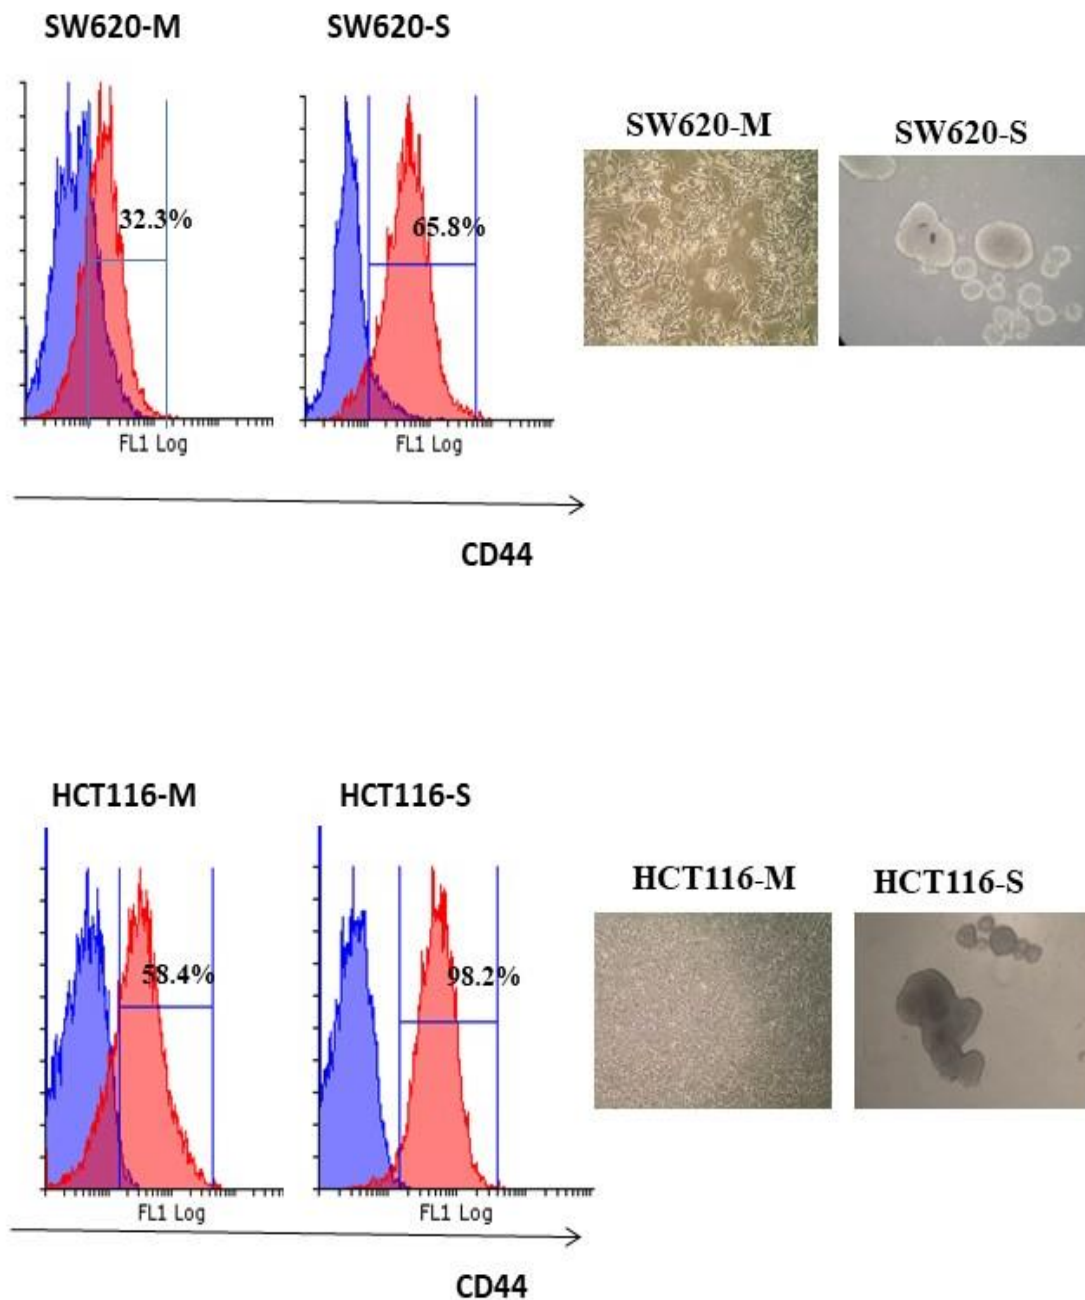 SW620-M
SW620-S
SW620-M
SW620-S
32.3%
65.8%
FL1 Log
FL1 Log
CD44
HCT116-M
HCT116-S
HCT116-M
HCT116-S
58.4%
98.2%
FL1 Log
FL1 Log
CD44